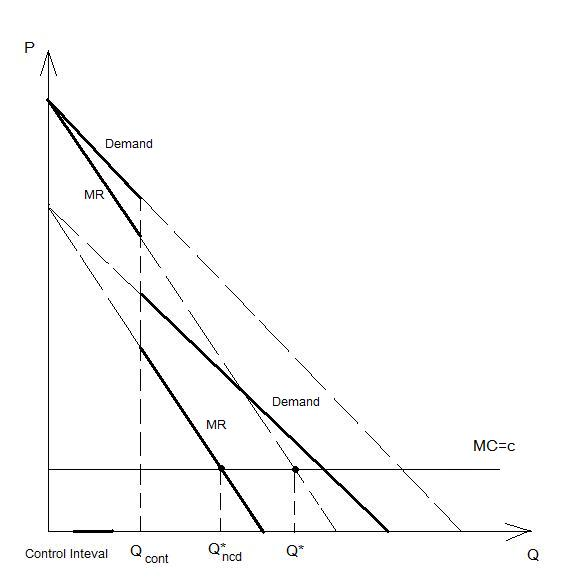 P
Demand
MR
Demand
MR
MC=c
Control Inteval
Q cont
Q* ncd
Q*
Q